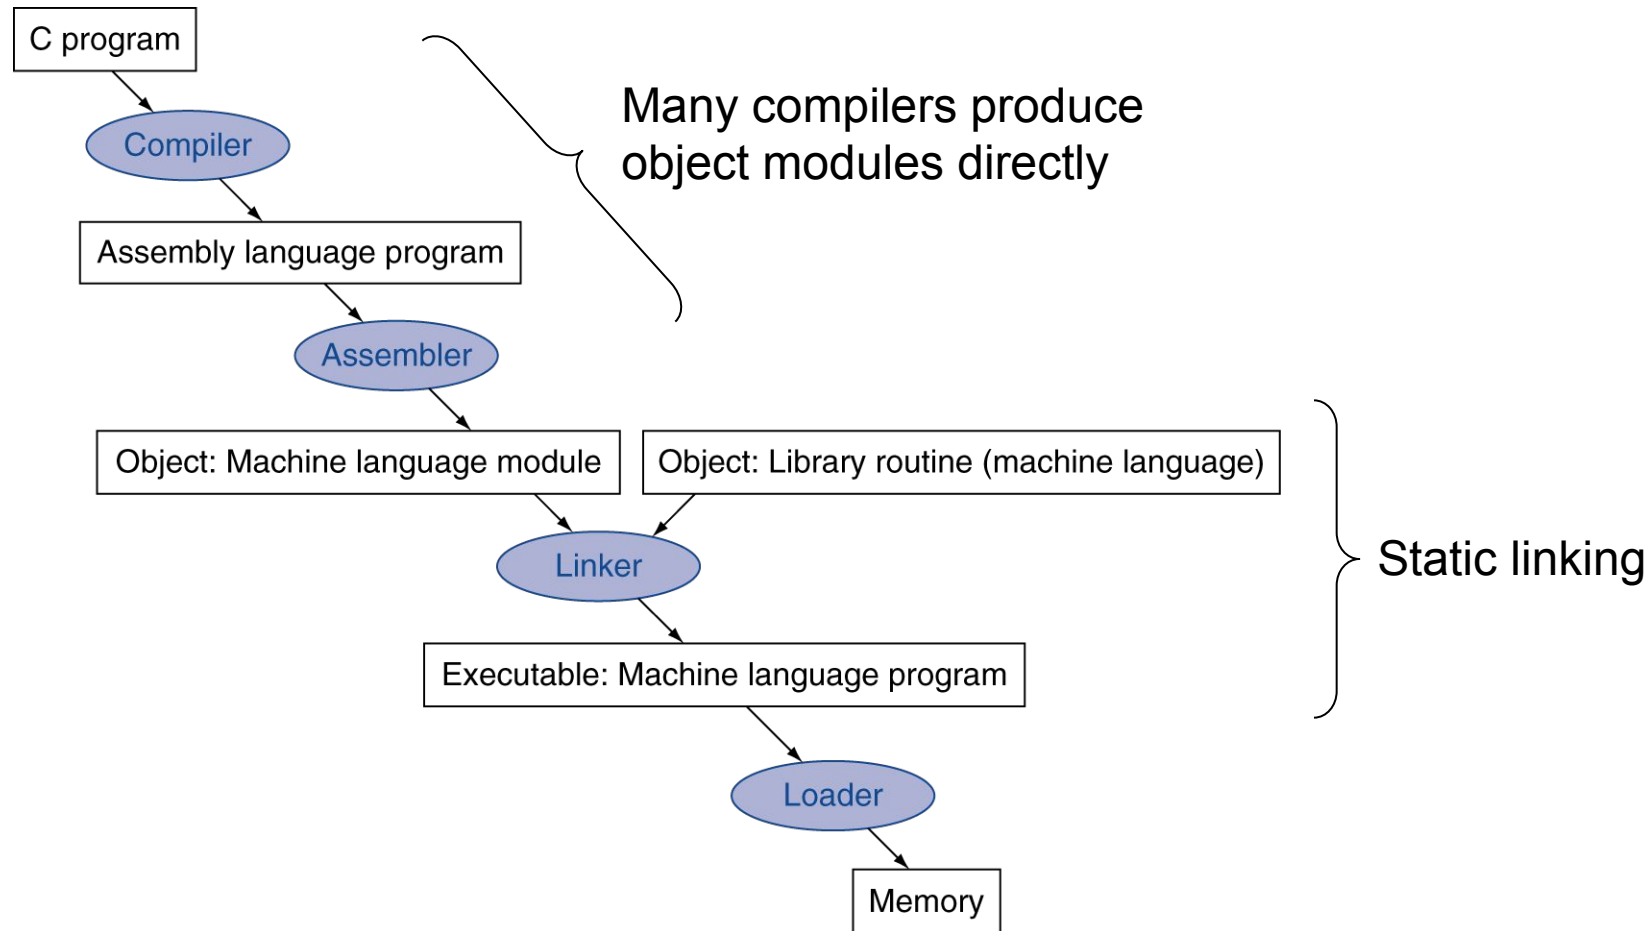 C program
Many compilers produce
object modules directly
Compiler
Assembly language program
Assembler
Object: Machine language module
Object: Library routine (machine language)
Static linking
Linker
Executable: Machine language program
Loader
Memory